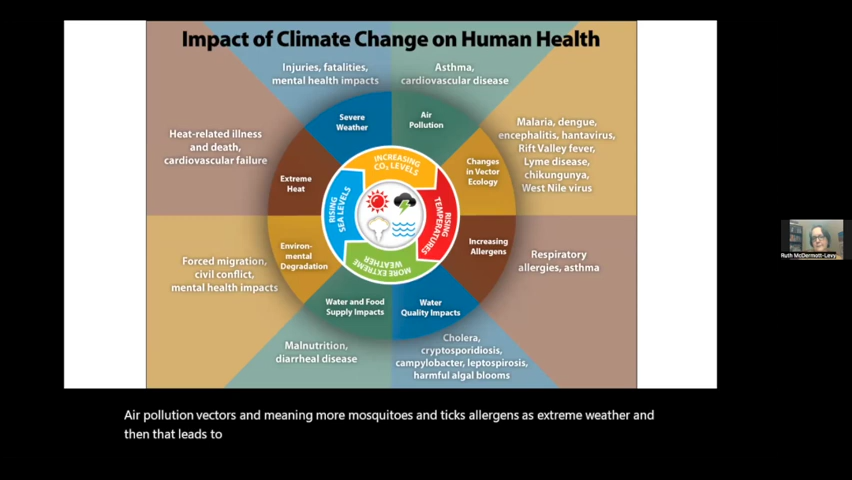 Impact of Climate Change on Human Health
Injuries, fatalities,
mental health impacts
Asthma,
cardiovascular disease
Severe
Weather
Air
Pollution
Heat-related illness
and death,
cardiovascular failure
Malaria, dengue,
encephalitis, hantavirus,
Rift Valley fever,
Lyme disease,
chikungunya,
West Nile virus
Extreme
Heat
Changes
in Vector
Ecology
INCREASING
CO₂ LEVELS
RISING
SEA LEVELS
RISING
TEMPERATURES
MORE EXTREME
WEATHER
Forced migration,
civil conflict,
mental health impacts
Environ-
mental
Degradation
Increasing
Allergens
Respiratory
allergies, asthma
Water and Food
Supply Impacts
Water
Quality Impacts
Malnutrition,
diarrheal disease
Cholera,
cryptosporidiosis,
campylobacter, leptospirosis,
harmful algal blooms
Ruth McDermott-Levy
Air pollution vectors and meaning more mosquitoes and ticks allergens as extreme weather and
then that leads to